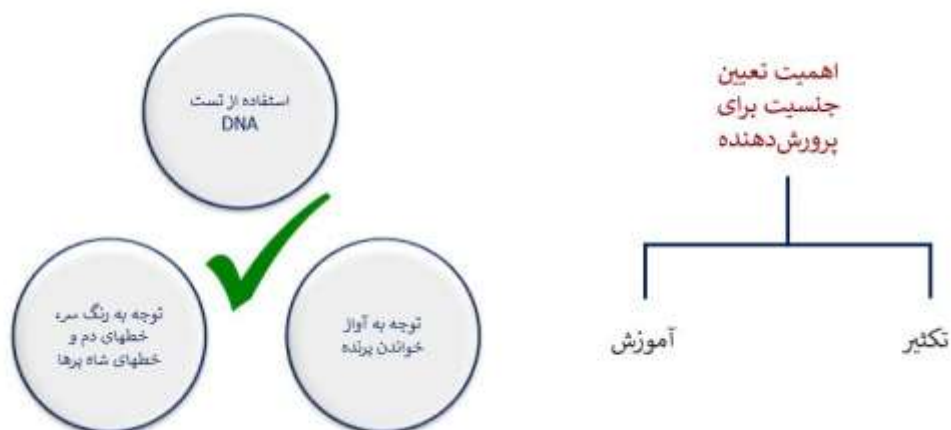 اهمیت تعیین
جنسیت برای
پرورش‌دهنده
تکثیر
آموزش
استفاده از تست
DNA
توجه به آواز
خواندن پرنده
توجه به رنگ سر،
خطهای دم و
خطهای شاه پرها